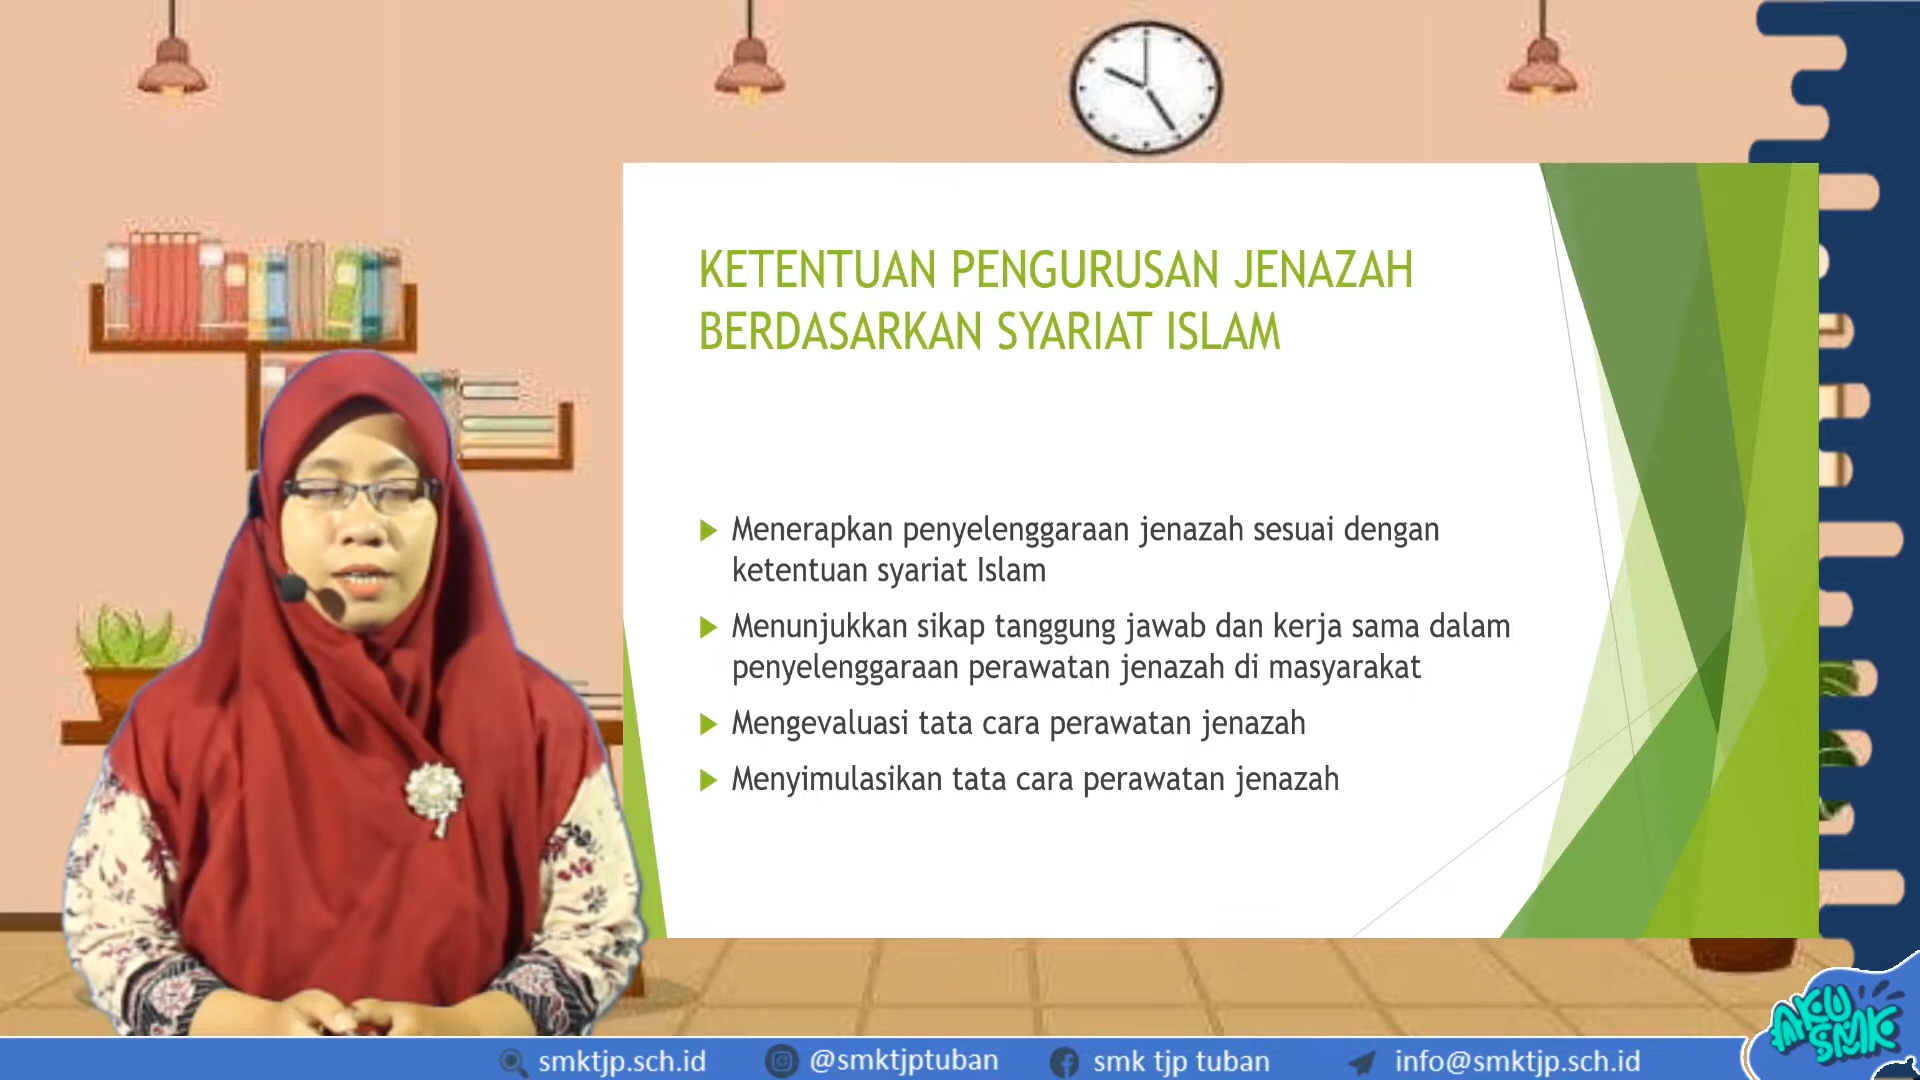 KETENTUAN PENGURUSAN JENAZAH
BERDASARKAN SYARIAT ISLAM
Menerapkan penyelenggaraan jenazah sesuai dengan
ketentuan syariat Islam
Menunjukkan sikap tanggung jawab dan kerja sama dalam
penyelenggaraan perawatan jenazah di masyarakat
Mengevaluasi tata cara perawatan jenazah
Menyimulasikan tata cara perawatan jenazah
smktjp.sch.id
@smktjptuban
smk tjp tuban
info@smktjp.sch.id
AKU
SMK